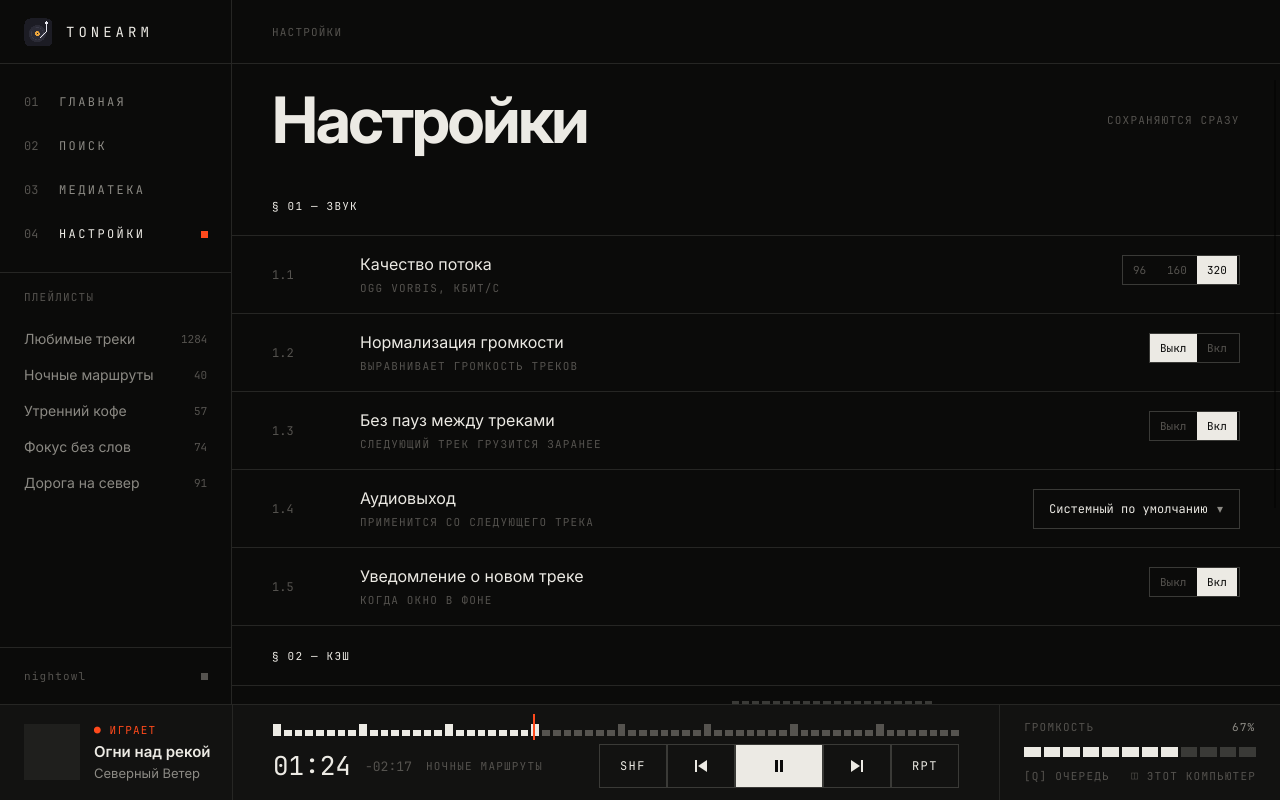 TONEARM
НАСТРОЙКИ
01 ГЛАВНАЯ
02 ПОИСК
03 МЕДИАТЕКА
04 НАСТРОЙКИ
ПЛЕЙЛИСТЫ
Любимые треки 1284
Ночные маршруты 40
Утренний кофе 57
Фокус без слов 74
Дорога на север 91
nightowl
Настройки
СОХРАНЯЮТСЯ СРАЗУ
§ 01 — ЗВУК
1.1 Качество потока 96 160 320
OGG VORBIS, КБИТ/С
1.2 Нормализация громкости Выкл Вкл
ВЫРАВНИВАЕТ ГРОМКОСТЬ ТРЕКОВ
1.3 Без пауз между треками Выкл Вкл
СЛЕДУЮЩИЙ ТРЕК ГРУЗИТСЯ ЗАРАНЕЕ
1.4 Аудиовыход Системный по умолчанию ▾
ПРИМЕНИТСЯ СО СЛЕДУЮЩЕГО ТРЕКА
1.5 Уведомление о новом треке Выкл Вкл
КОГДА ОКНО В ФОНЕ
§ 02 — КЭШ
ИГРАЕТ
Огни над рекой
Северный Ветер
01:24 -02:17 НОЧНЫЕ МАРШРУТЫ
SHF RPT
ГРОМКОСТЬ 67%
[Q] ОЧЕРЕДЬ ЭТОТ КОМПЬЮТЕР